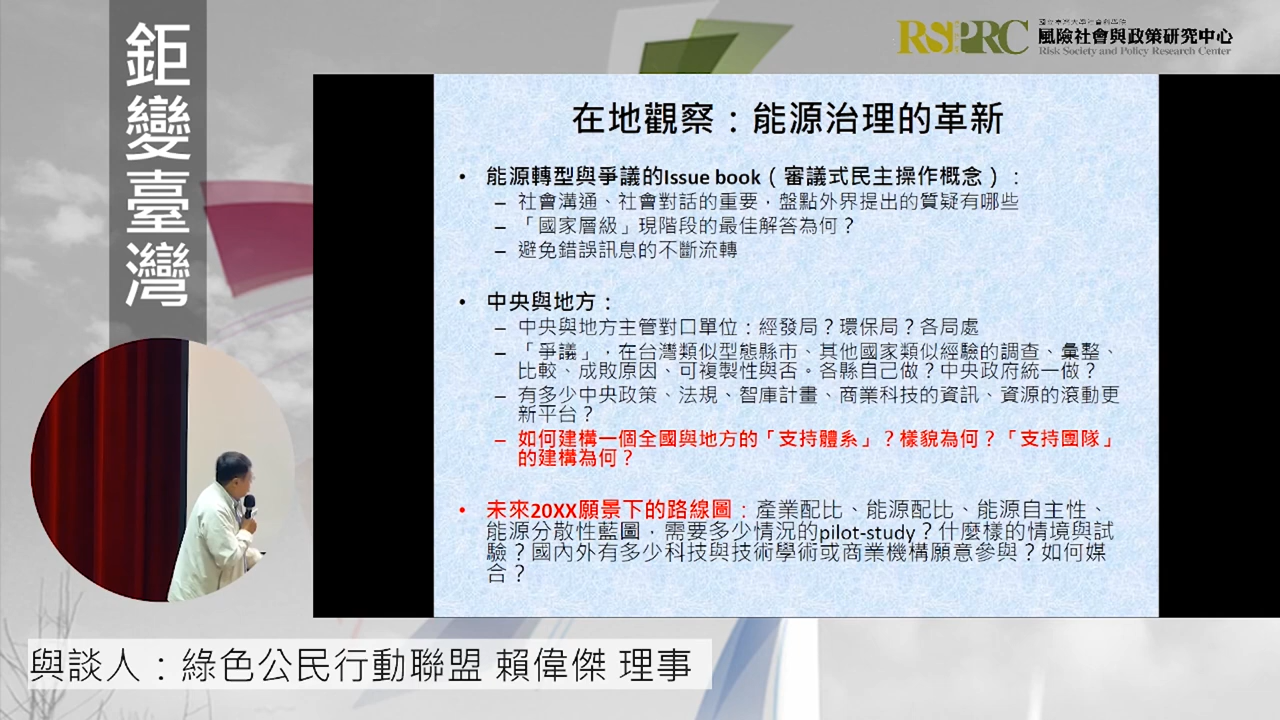 鉅變臺灣
RSPRC
國立臺灣大學社會科學院
風險社會與政策研究中心
Risk Society and Policy Research Center
在地觀察：能源治理的革新
• 能源轉型與爭議的Issue book（審議式民主操作概念）：
– 社會溝通、社會對話的重要，盤點外界提出的質疑有哪些
– 「國家層級」現階段的最佳解答為何？
– 避免錯誤訊息的不斷流轉
• 中央與地方：
– 中央與地方主管對口單位：經發局？環保局？各局處
– 「爭議」，在台灣類似型態縣市、其他國家類似經驗的調查、彙整、
比較、成敗原因、可複製性與否。各縣自己做？中央政府統一做？
– 有多少中央政策、法規、智庫計畫、商業科技的資訊、資源的滾動更
新平台？
– 如何建構一個全國與地方的「支持體系」？樣貌為何？「支持團隊」
的建構為何？
• 未來20XX願景下的路線圖：產業配比、能源配比、能源自主性、
能源分散性藍圖，需要多少情況的pilot-study？什麼樣的情境與試
驗？國內外有多少科技與技術學術或商業機構願意參與？如何媒
合？
與談人：綠色公民行動聯盟 賴偉傑 理事